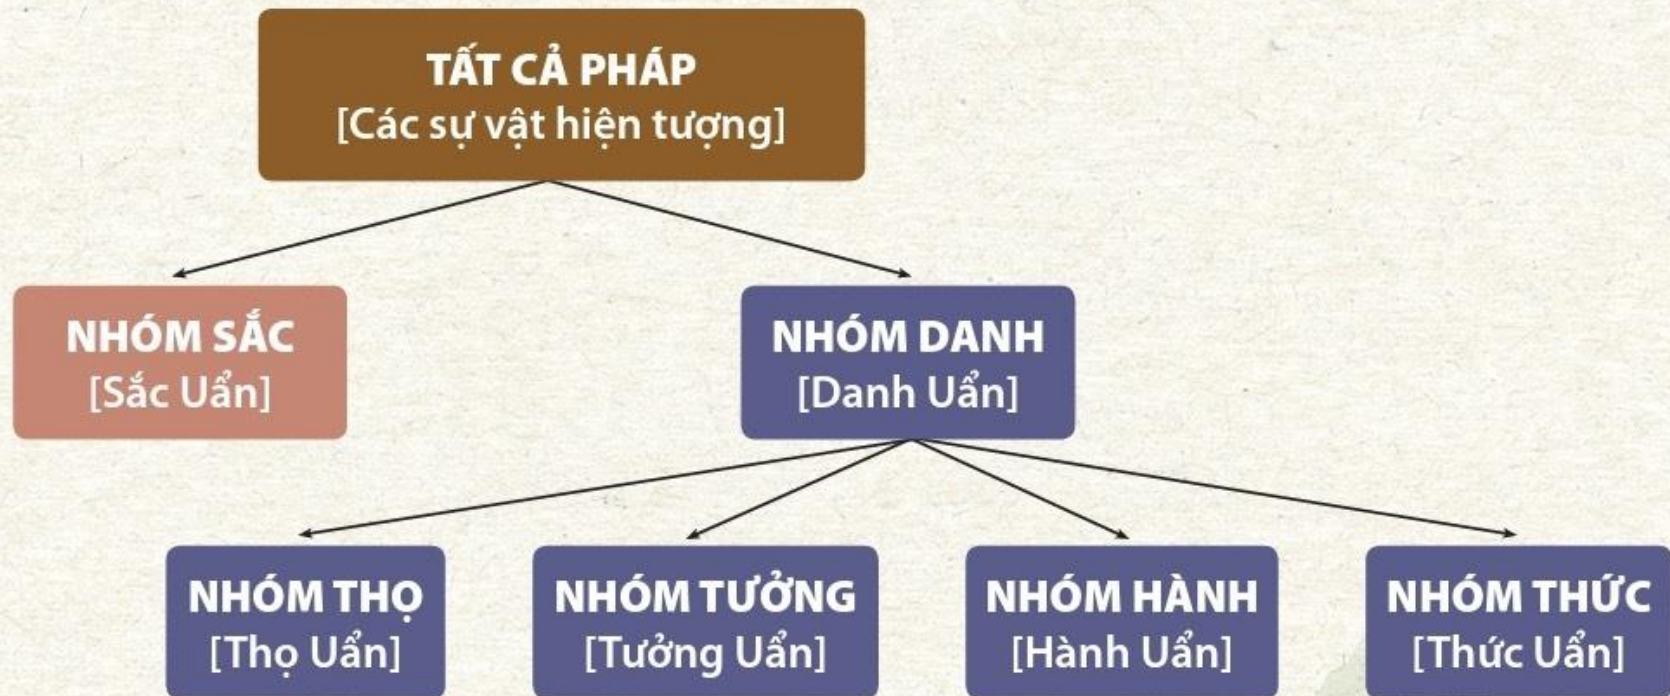 TẤT CẢ PHÁP
[Các sự vật hiện tượng]
NHÓM SẮC
[Sắc Uẩn]
NHÓM DANH
[Danh Uẩn]
NHÓM THỌ
[Thọ Uẩn]
NHÓM TƯỞNG
[Tưởng Uẩn]
NHÓM HÀNH
[Hành Uẩn]
NHÓM THỨC
[Thức Uẩn]